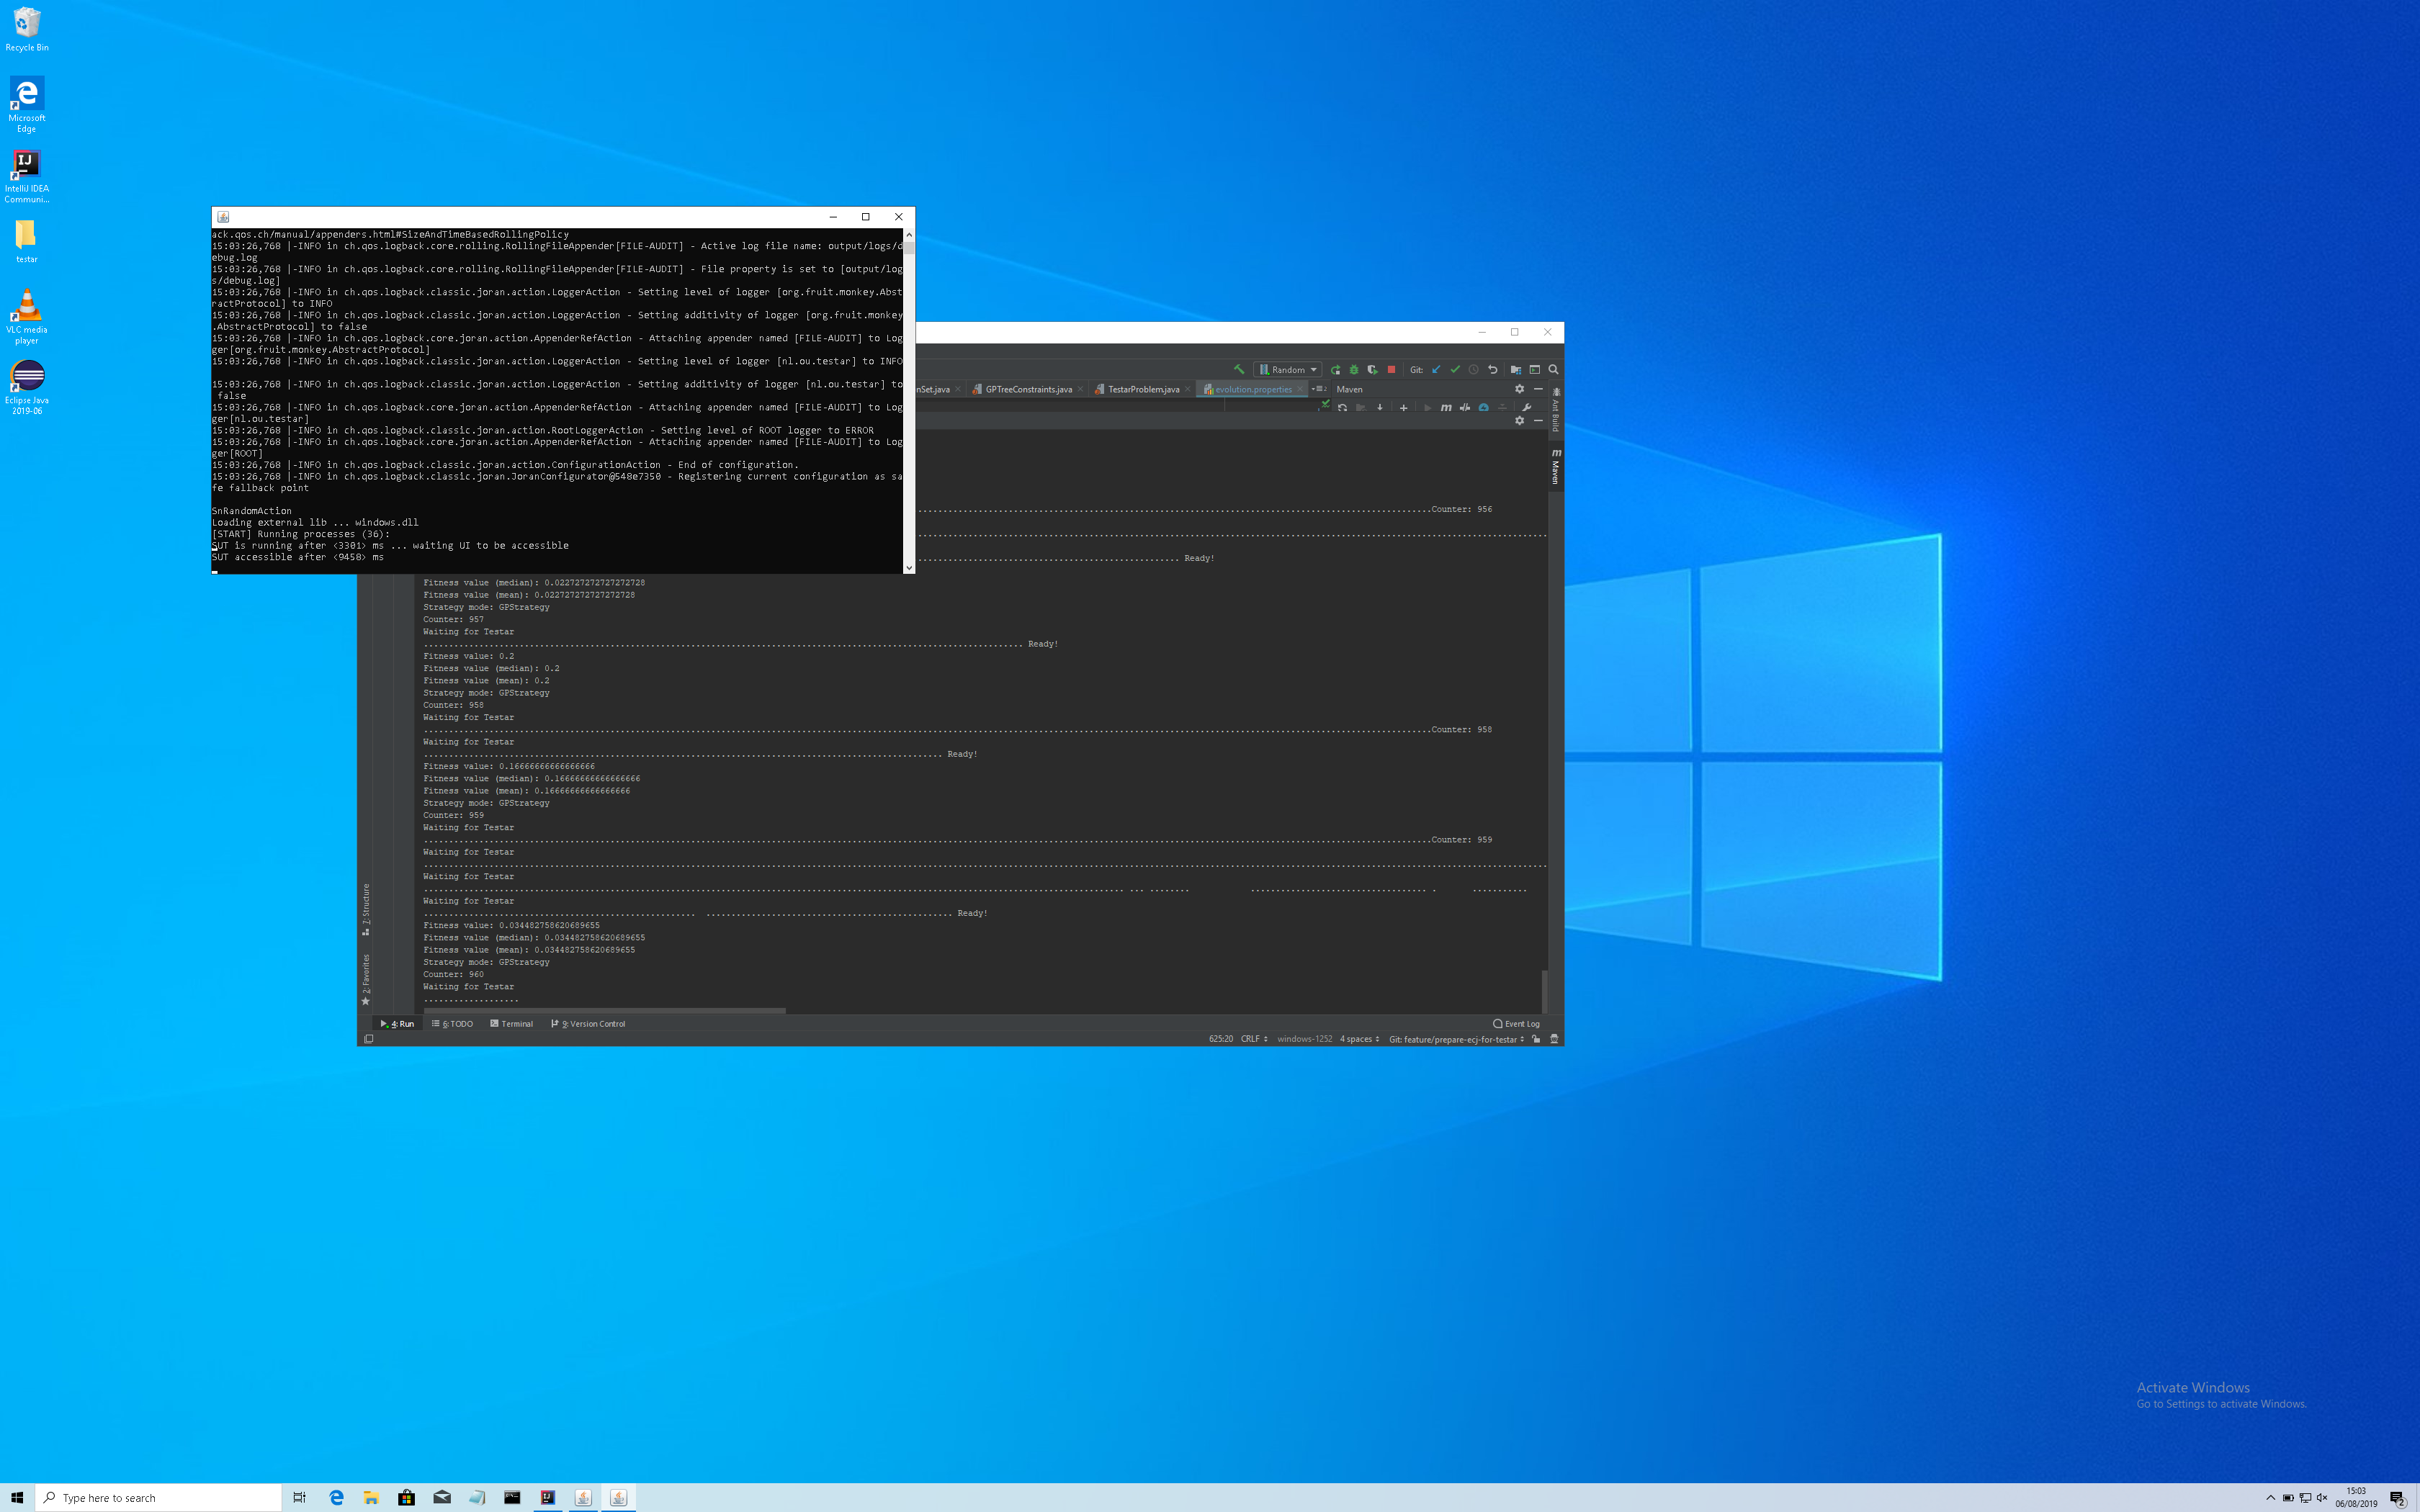 Recycle Bin
Microsoft
Edge
IntelliJ IDEA
Communi...
testar
VLC media
player
Eclipse Java
2019-06
ack.qos.ch/manual/appenders.html#SizeAndTimeBasedRollingPolicy
15:03:26,768 |-INFO in ch.qos.logback.core.rolling.RollingFileAppender[FILE-AUDIT] - Active log file name: output/logs/d
ebug.log
15:03:26,768 |-INFO in ch.qos.logback.core.rolling.RollingFileAppender[FILE-AUDIT] - File property is set to [output/log
s/debug.log]
15:03:26,768 |-INFO in ch.qos.logback.classic.joran.action.LoggerAction - Setting level of logger [org.fruit.monkey.Abst
ractProtocol] to INFO
15:03:26,768 |-INFO in ch.qos.logback.classic.joran.action.LoggerAction - Setting additivity of logger [org.fruit.monkey
.AbstractProtocol] to false
15:03:26,768 |-INFO in ch.qos.logback.core.joran.action.AppenderRefAction - Attaching appender named [FILE-AUDIT] to Log
ger[org.fruit.monkey.AbstractProtocol]
15:03:26,768 |-INFO in ch.qos.logback.classic.joran.action.LoggerAction - Setting level of logger [nl.ou.testar] to INFO
15:03:26,768 |-INFO in ch.qos.logback.classic.joran.action.LoggerAction - Setting additivity of logger [nl.ou.testar] to
false
15:03:26,768 |-INFO in ch.qos.logback.core.joran.action.AppenderRefAction - Attaching appender named [FILE-AUDIT] to Log
ger[nl.ou.testar]
15:03:26,768 |-INFO in ch.qos.logback.classic.joran.action.RootLoggerAction - Setting level of ROOT logger to ERROR
15:03:26,768 |-INFO in ch.qos.logback.core.joran.action.AppenderRefAction - Attaching appender named [FILE-AUDIT] to Log
ger[ROOT]
15:03:26,768 |-INFO in ch.qos.logback.classic.joran.action.ConfigurationAction - End of configuration.
15:03:26,768 |-INFO in ch.qos.logback.classic.joran.JoranConfigurator@548e7350 - Registering current configuration as sa
fe fallback point
SnRandomAction
Loading external lib ... windows.dll
[START] Running processes (36):
SUT is running after <3301> ms ... waiting UI to be accessible
SUT accessible after <9458> ms
Random
Git:
nSet.java
GPTreeConstraints.java
TestarProblem.java
evolution.properties
Maven
Ant Build
Maven
Counter: 956
Ready!
Fitness value (median): 0.022727272727272728
Fitness value (mean): 0.022727272727272728
Strategy mode: GPStrategy
Counter: 957
Waiting for Testar
Ready!
Fitness value: 0.2
Fitness value (median): 0.2
Fitness value (mean): 0.2
Strategy mode: GPStrategy
Counter: 958
Waiting for Testar
Counter: 958
Waiting for Testar
Ready!
Fitness value: 0.16666666666666666
Fitness value (median): 0.16666666666666666
Fitness value (mean): 0.16666666666666666
Strategy mode: GPStrategy
Counter: 959
Waiting for Testar
Counter: 959
Waiting for Testar
Waiting for Testar
Waiting for Testar
Ready!
Fitness value: 0.034482758620689655
Fitness value (median): 0.034482758620689655
Fitness value (mean): 0.034482758620689655
Strategy mode: GPStrategy
Counter: 960
Waiting for Testar
7: Structure
2: Favorites
4: Run
6: TODO
Terminal
9: Version Control
Event Log
625:20 CRLF windows-1252 4 spaces Git: feature/prepare-ecj-for-testar
Activate Windows
Go to Settings to activate Windows.
Type here to search
15:03
06/08/2019
2